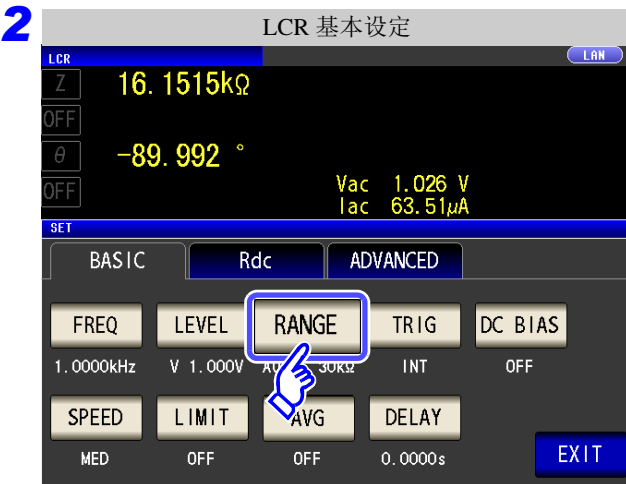 2
LCR 基本设定
LCR LAN
Z 16.1515kΩ
OFF
θ -89.992 °
OFF
Vac 1.026 V
Iac 63.51μA
SET
BASIC Rdc ADVANCED
FREQ LEVEL RANGE TRIG DC BIAS
1.0000kHz V 1.000V 30kΩ INT OFF
SPEED LIMIT AVG DELAY
MED OFF OFF 0.0000s
EXIT